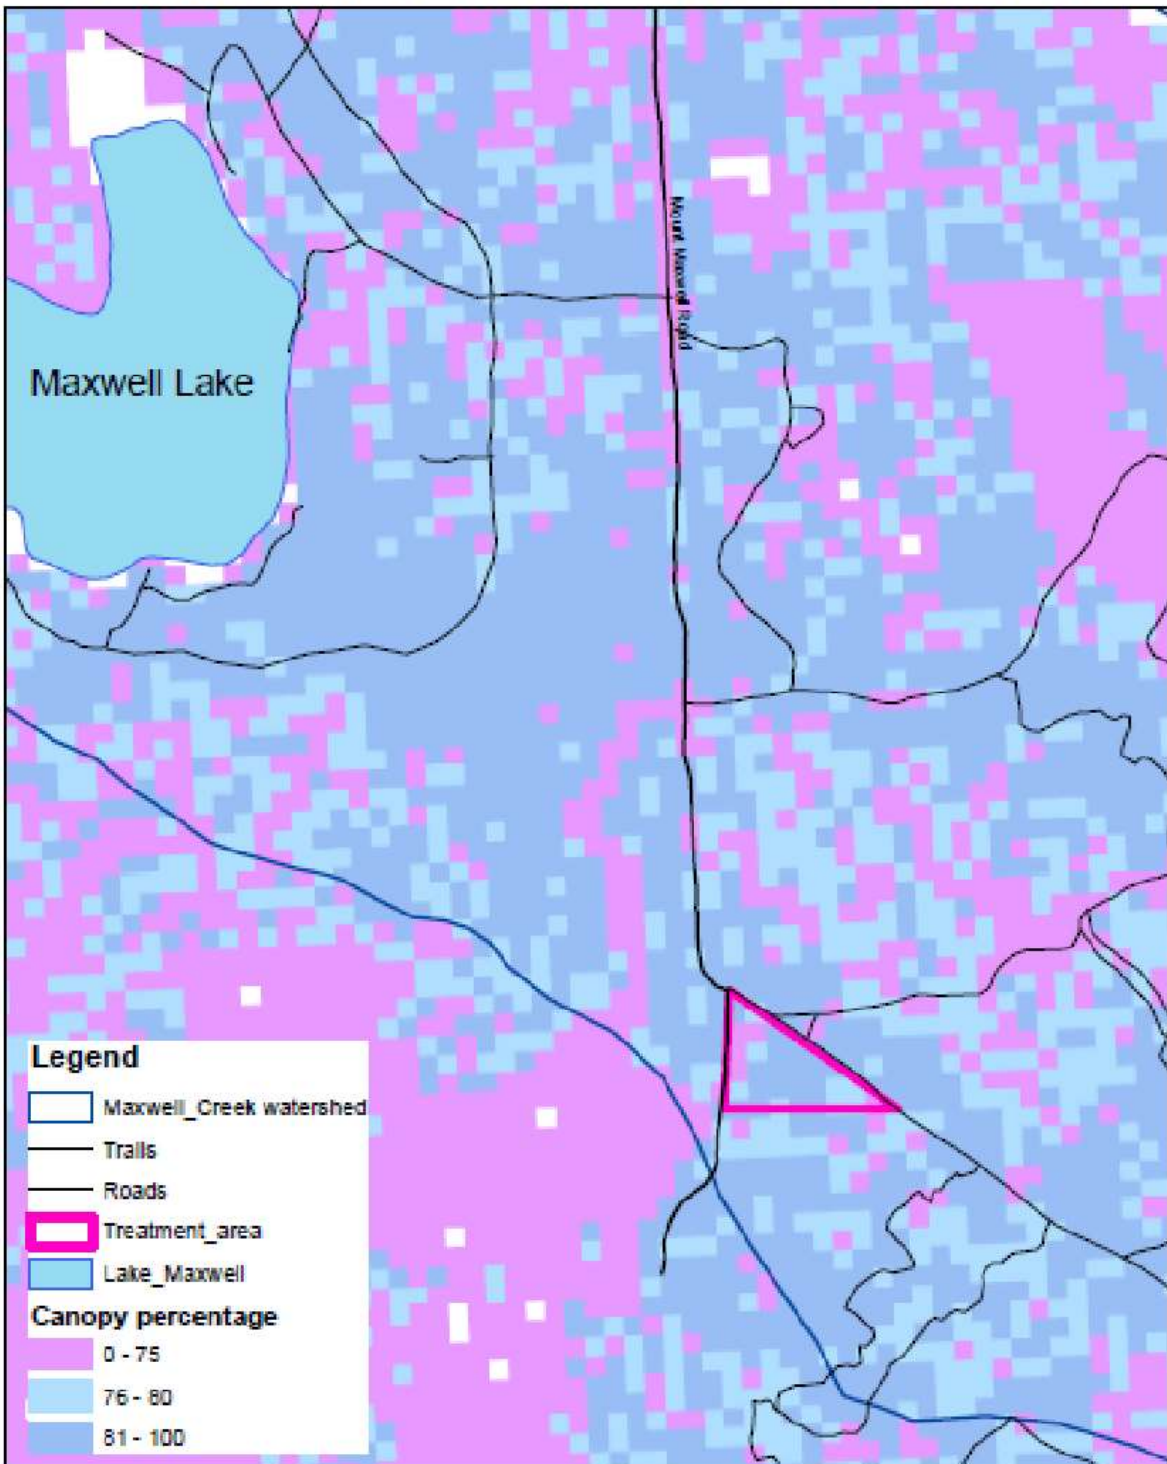 Mount Maxwell Road
Maxwell Lake
Legend
Maxwell_Creek watershed
Trails
Roads
Treatment_area
Lake_Maxwell
Canopy percentage
0 - 75
76 - 80
81 - 100